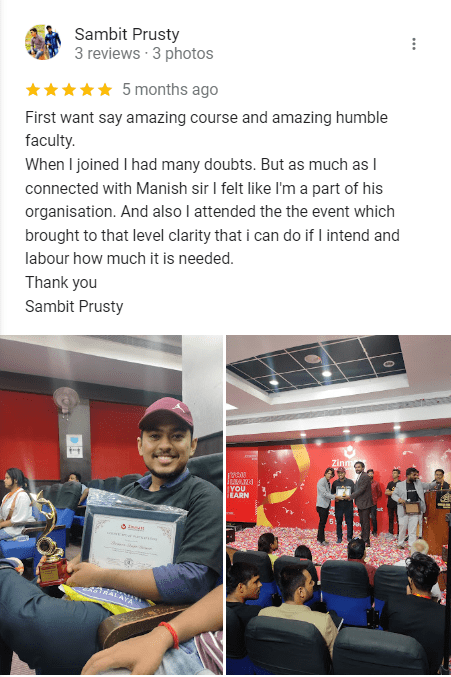 Sambit Prusty
3 reviews · 3 photos
5 months ago
First want say amazing course and amazing humble
faculty.
When I joined I had many doubts. But as much as I
connected with Manish sir I felt like I'm a part of his
organisation. And also I attended the the event which
brought to that level clarity that i can do if I intend and
labour how much it is needed.
Thank you
Sambit Prusty
YOU
YOU
EARN